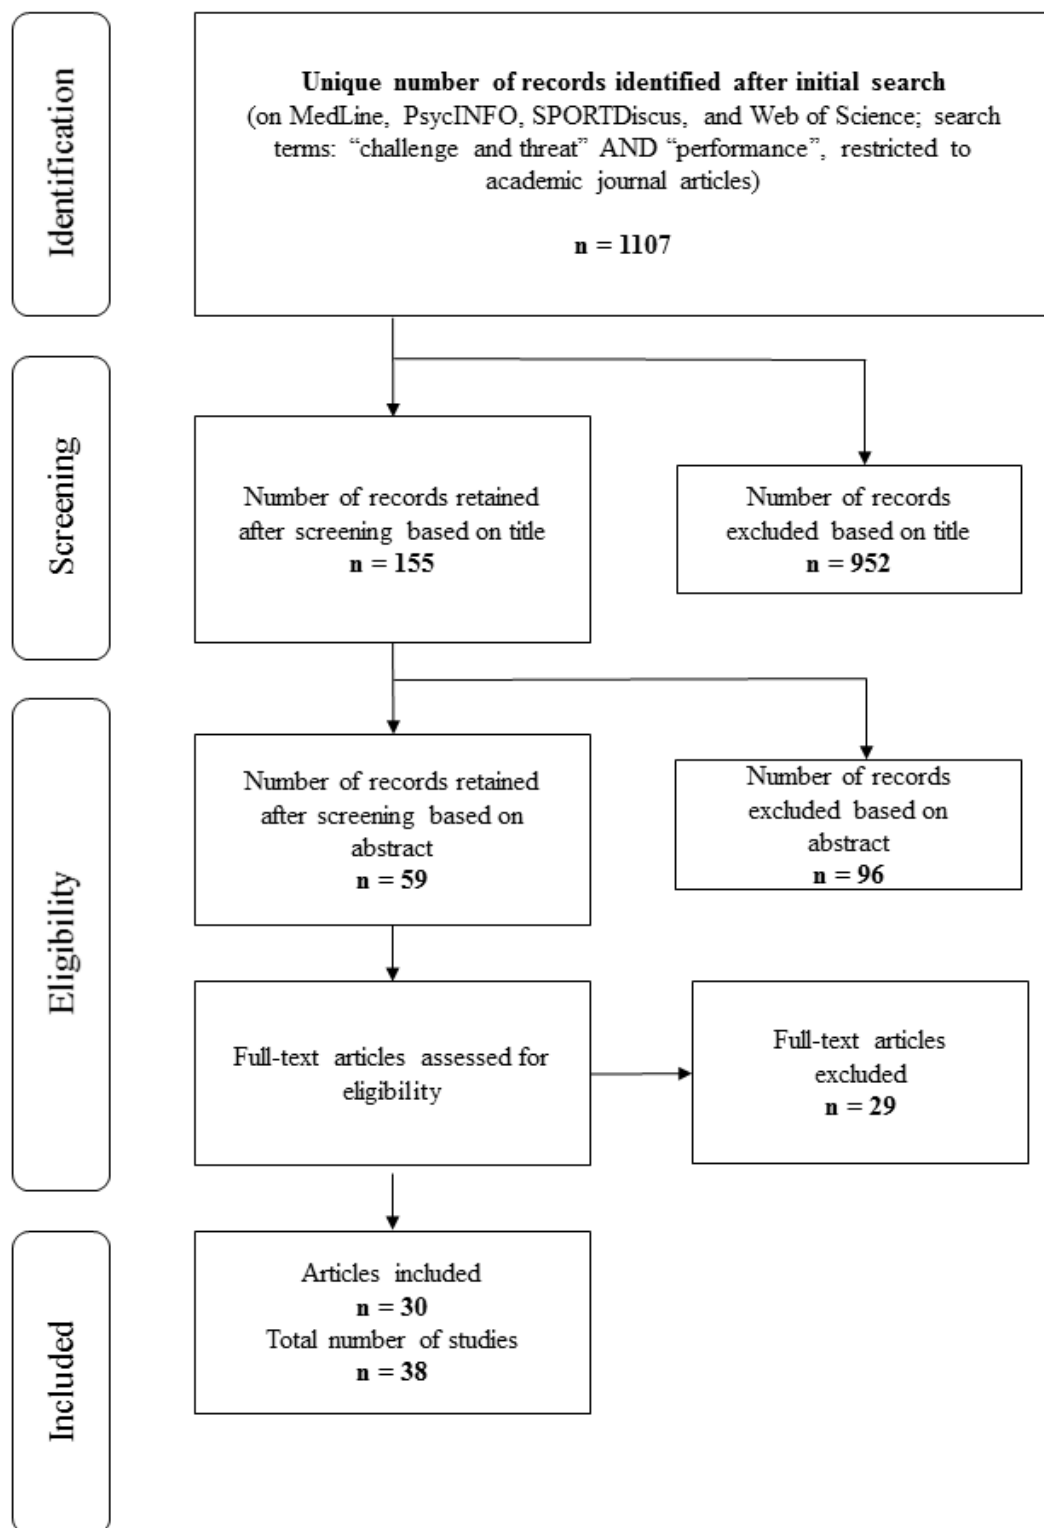 Identification
Unique number of records identified after initial search
(on MedLine, PsycINFO, SPORTDiscus, and Web of Science; search
terms: “challenge and threat” AND “performance”, restricted to
academic journal articles)
n = 1107
Screening
Number of records retained
after screening based on title
n = 155
Number of records
excluded based on title
n = 952
Eligibility
Number of records retained
after screening based on
abstract
n = 59
Number of records
excluded based on
abstract
n = 96
Full-text articles assessed for
eligibility
Full-text articles
excluded
n = 29
Included
Articles included
n = 30
Total number of studies
n = 38